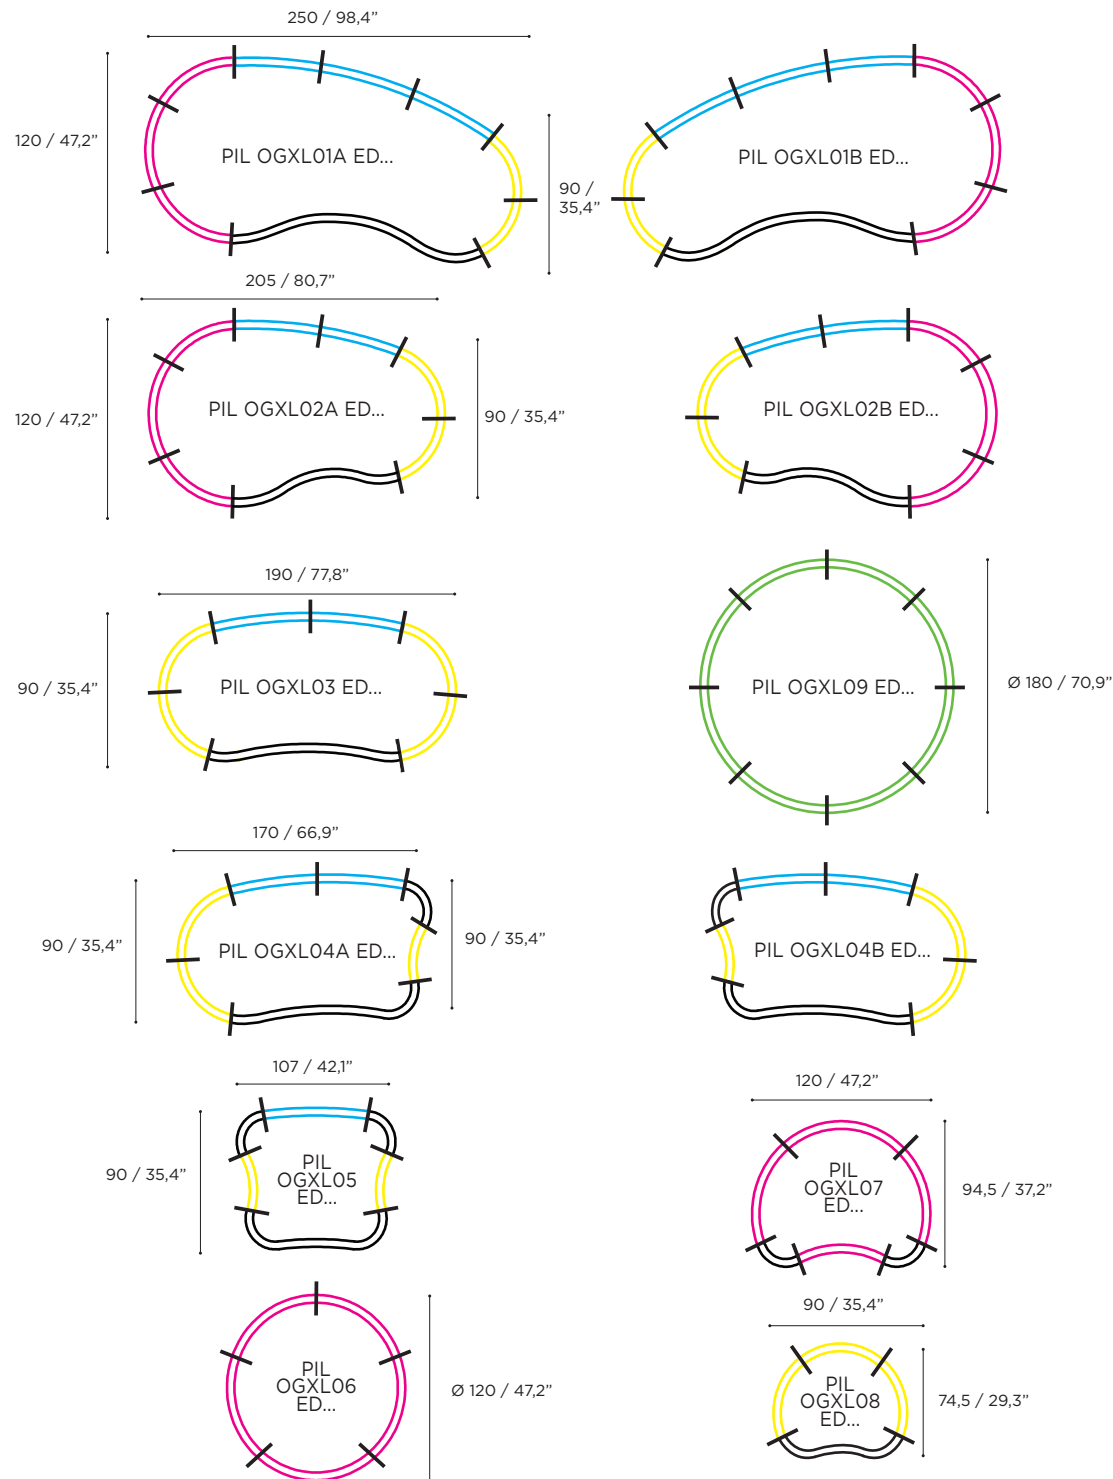 250 / 98,4”
120 / 47,2”
PIL OGXL01A ED...
PIL OGXL01B ED...
90 /
35,4”
205 / 80,7”
120 / 47,2”
PIL OGXL02A ED...
90 / 35,4”
PIL OGXL02B ED...
190 / 77,8”
90 / 35,4”
PIL OGXL03 ED...
PIL OGXL09 ED...
Ø 180 / 70,9”
170 / 66,9”
90 / 35,4”
PIL OGXL04A ED...
90 / 35,4”
PIL OGXL04B ED...
107 / 42,1”
90 / 35,4”
PIL
OGXL05
ED...
120 / 47,2”
PIL
OGXL07
ED...
94,5 / 37,2”
PIL
OGXL06
ED...
Ø 120 / 47,2”
90 / 35,4”
PIL
OGXL08
ED...
74,5 / 29,3”